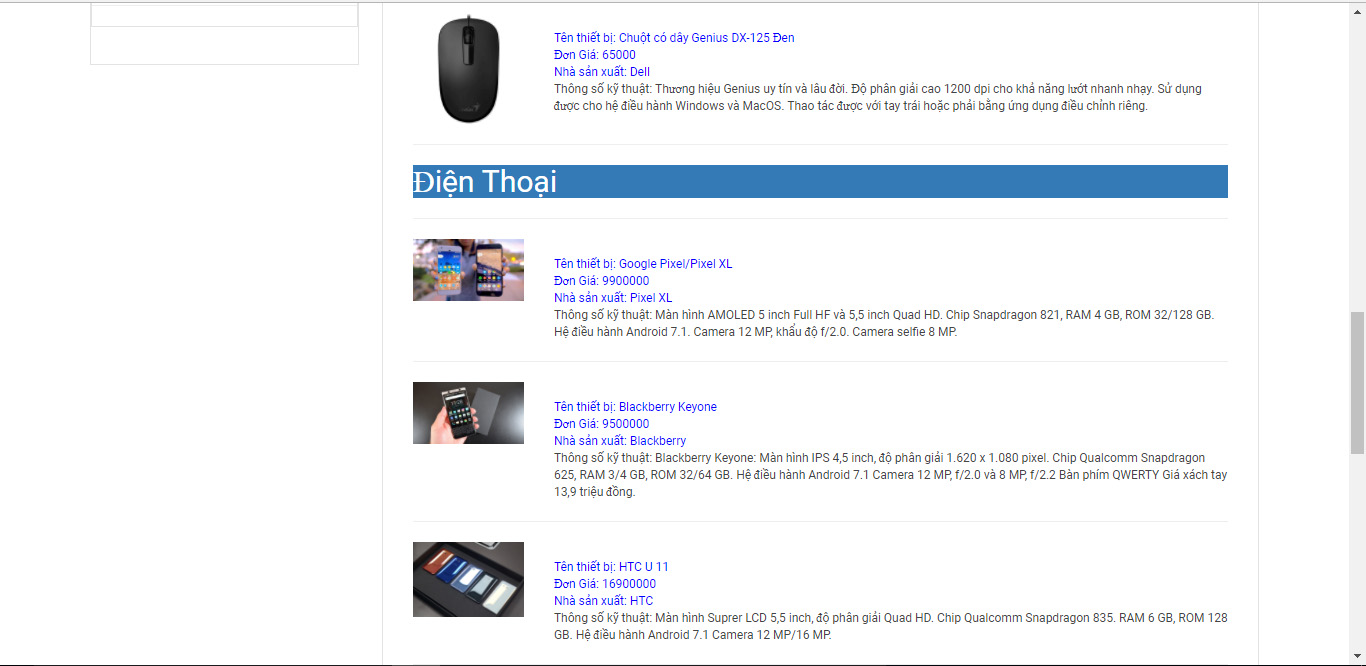 Tên thiết bị: Chuột có dây Genius DX-125 Đen
Đơn Giá: 65000
Nhà sản xuất: Dell
Thông số kỹ thuật: Thương hiệu Genius uy tín và lâu đời. Độ phân giải cao 1200 dpi cho khả năng lướt nhanh nhạy. Sử dụng
được cho hệ điều hành Windows và MacOS. Thao tác được với tay trái hoặc phải bằng ứng dụng điều chỉnh riêng.
Điện Thoại
Tên thiết bị: Google Pixel/Pixel XL
Đơn Giá: 9900000
Nhà sản xuất: Pixel XL
Thông số kỹ thuật: Màn hình AMOLED 5 inch Full HF và 5,5 inch Quad HD. Chip Snapdragon 821, RAM 4 GB, ROM 32/128 GB.
Hệ điều hành Android 7.1. Camera 12 MP, khẩu độ f/2.0. Camera selfie 8 MP.
Tên thiết bị: Blackberry Keyone
Đơn Giá: 9500000
Nhà sản xuất: Blackberry
Thông số kỹ thuật: Blackberry Keyone: Màn hình IPS 4,5 inch, độ phân giải 1.620 x 1.080 pixel. Chip Qualcomm Snapdragon
625, RAM 3/4 GB, ROM 32/64 GB. Hệ điều hành Android 7.1 Camera 12 MP, f/2.0 và 8 MP, f/2.2 Bàn phím QWERTY Giá xách tay
13,9 triệu đồng.
Tên thiết bị: HTC U 11
Đơn Giá: 16900000
Nhà sản xuất: HTC
Thông số kỹ thuật: Màn hình Suprer LCD 5,5 inch, độ phân giải Quad HD. Chip Qualcomm Snapdragon 835. RAM 6 GB, ROM 128
GB. Hệ điều hành Android 7.1 Camera 12 MP/16 MP.